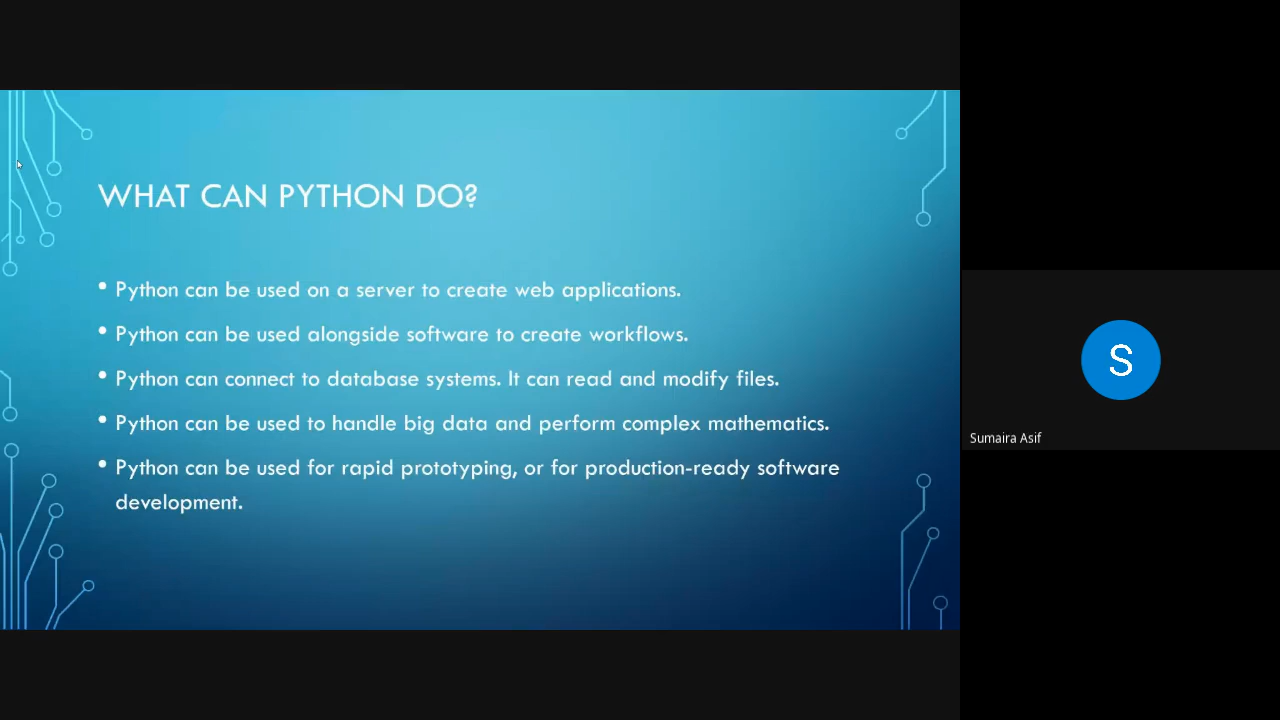 WHAT CAN PYTHON DO?
• Python can be used on a server to create web applications.
• Python can be used alongside software to create workflows.
• Python can connect to database systems. It can read and modify files.
• Python can be used to handle big data and perform complex mathematics.
• Python can be used for rapid prototyping, or for production-ready software
development.
S
Sumaira Asif